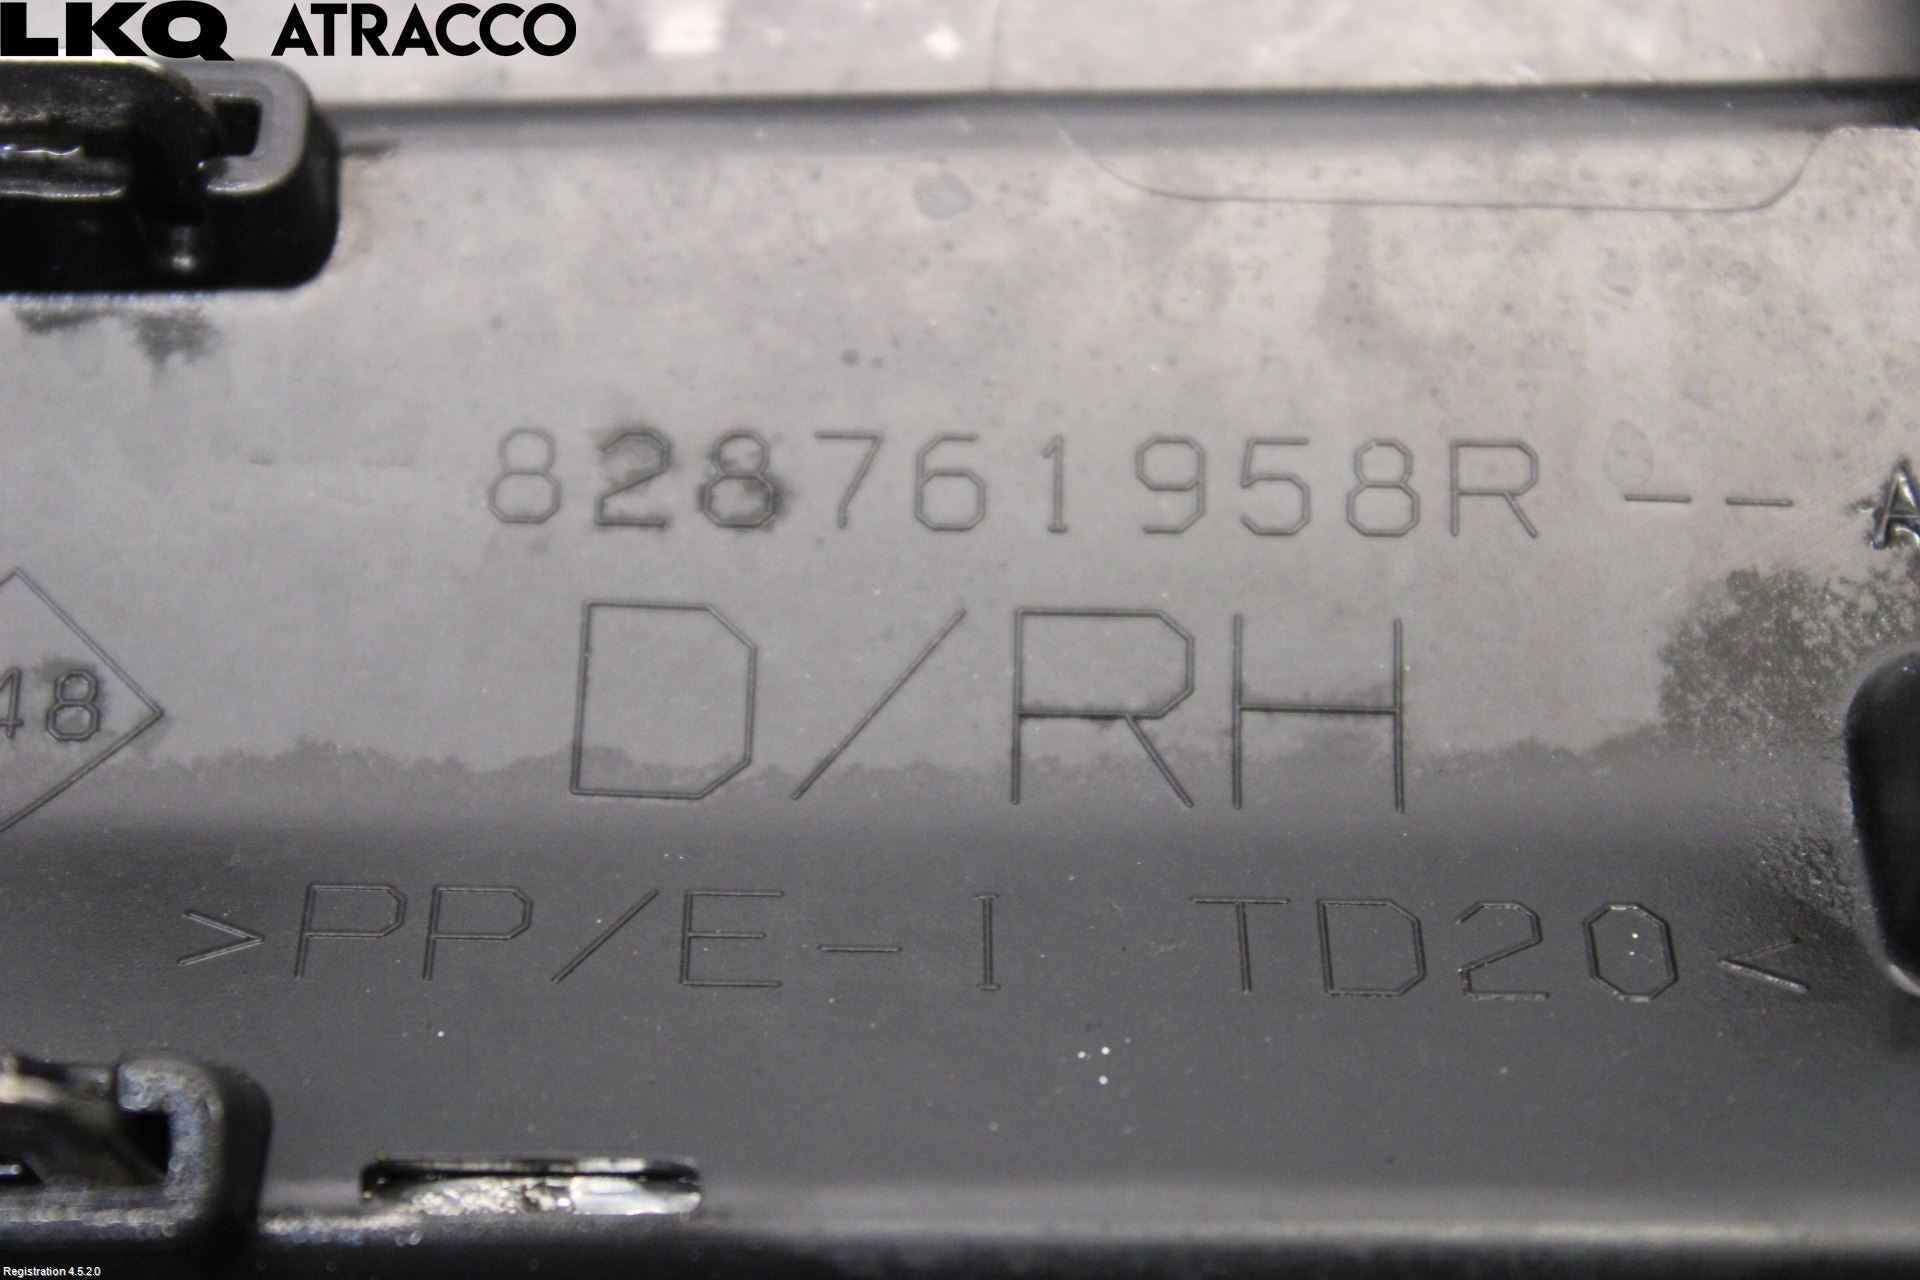 LKQ ATRACCO
828761958R -- A
48
D/RH
>PP/E-I TD20<
Registration 4.5.2.0